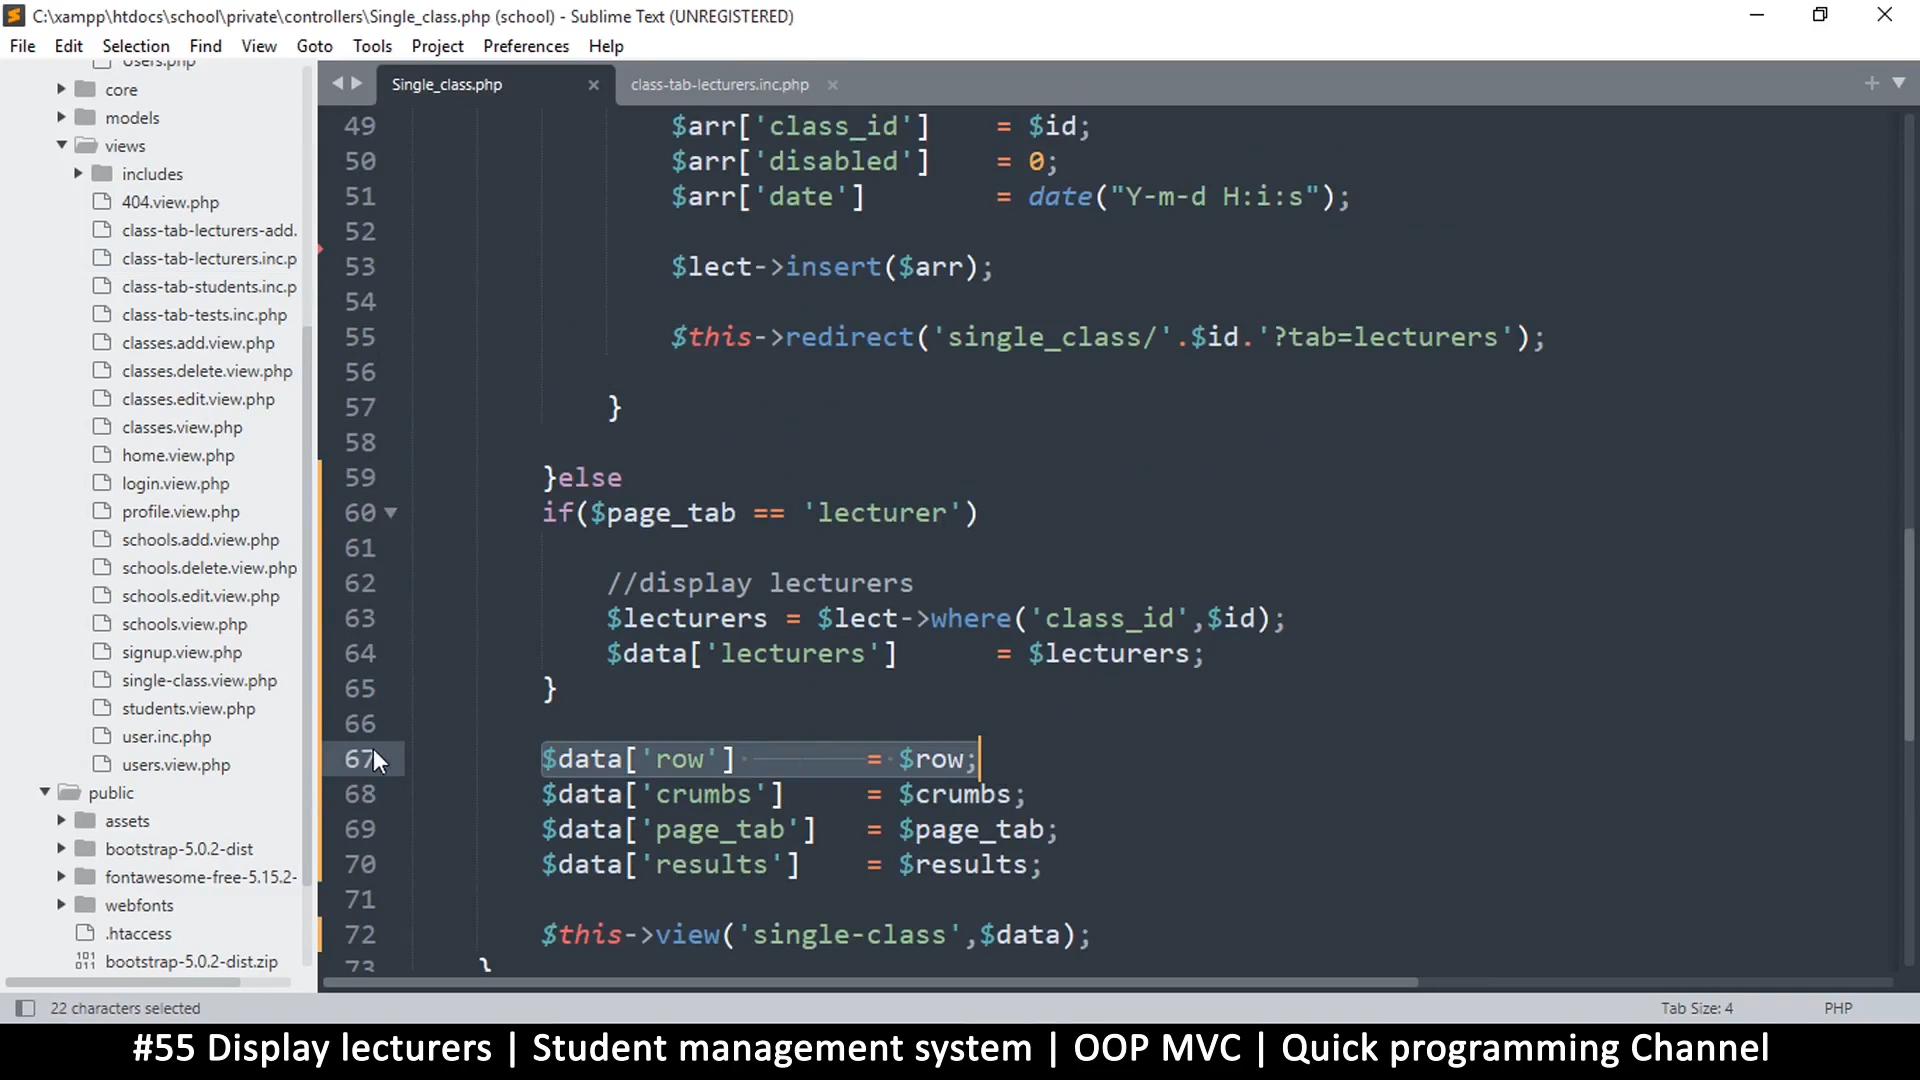 C:\xampp\htdocs\school\private\controllers\Single_class.php (school) - Sublime Text (UNREGISTERED)
File Edit Selection Find View Goto Tools Project Preferences Help
users.php
core
models
views
includes
404.view.php
class-tab-lecturers-add.
class-tab-lecturers.inc.p
class-tab-students.inc.p
class-tab-tests.inc.php
classes.add.view.php
classes.delete.view.php
classes.edit.view.php
classes.view.php
home.view.php
login.view.php
profile.view.php
schools.add.view.php
schools.delete.view.php
schools.edit.view.php
schools.view.php
signup.view.php
single-class.view.php
students.view.php
user.inc.php
users.view.php
public
assets
bootstrap-5.0.2-dist
fontawesome-free-5.15.2-
webfonts
.htaccess
bootstrap-5.0.2-dist.zip
Single_class.php class-tab-lecturers.inc.php
49 $arr['class_id'] = $id;
50 $arr['disabled'] = 0;
51 $arr['date'] = date("Y-m-d H:i:s");
52
53 $lect->insert($arr);
54
55 $this->redirect('single_class/'.$id.'?tab=lecturers');
56
57 }
58
59 }else
60 if($page_tab == 'lecturer')
61
62 //display lecturers
63 $lecturers = $lect->where('class_id',$id);
64 $data['lecturers'] = $lecturers;
65 }
66
67 $data['row'] = $row;
68 $data['crumbs'] = $crumbs;
69 $data['page_tab'] = $page_tab;
70 $data['results'] = $results;
71
72 $this->view('single-class',$data);
73 }
22 characters selected Tab Size: 4 PHP
#55 Display lecturers | Student management system | OOP MVC | Quick programming Channel